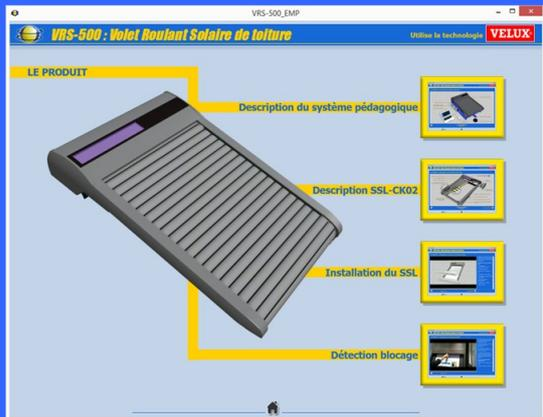 VRS-500_EMP
VRS-500 : Volet Roulant Solaire de toiture
Utilise la technologie VELUX
LE PRODUIT
Description du système pédagogique
Description SSL-CK02
Installation du SSL
Détection blocage